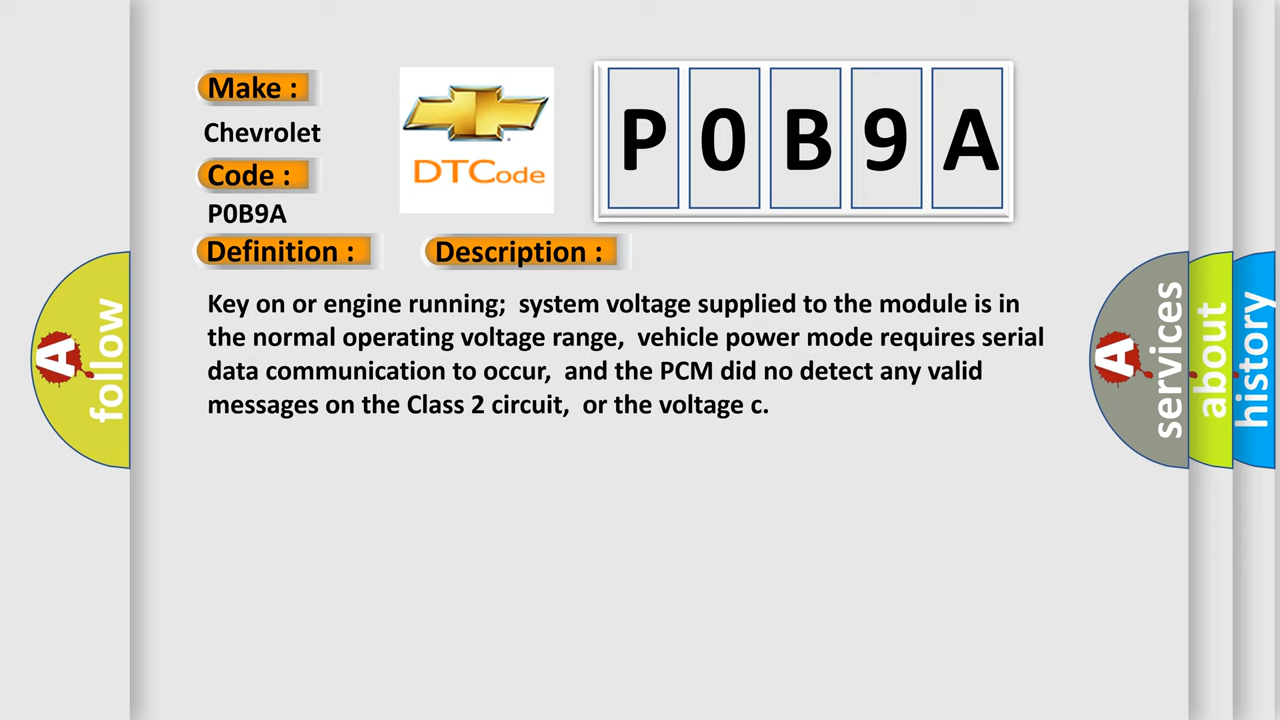 Make :
Chevrolet
Code :
P0B9A
DTCode
P0B9A
Definition :
Description :
Key on or engine running; system voltage supplied to the module is in
the normal operating voltage range, vehicle power mode requires serial
data communication to occur, and the PCM did no detect any valid
messages on the Class 2 circuit, or the voltage c.
A
follow
A
services
about
history